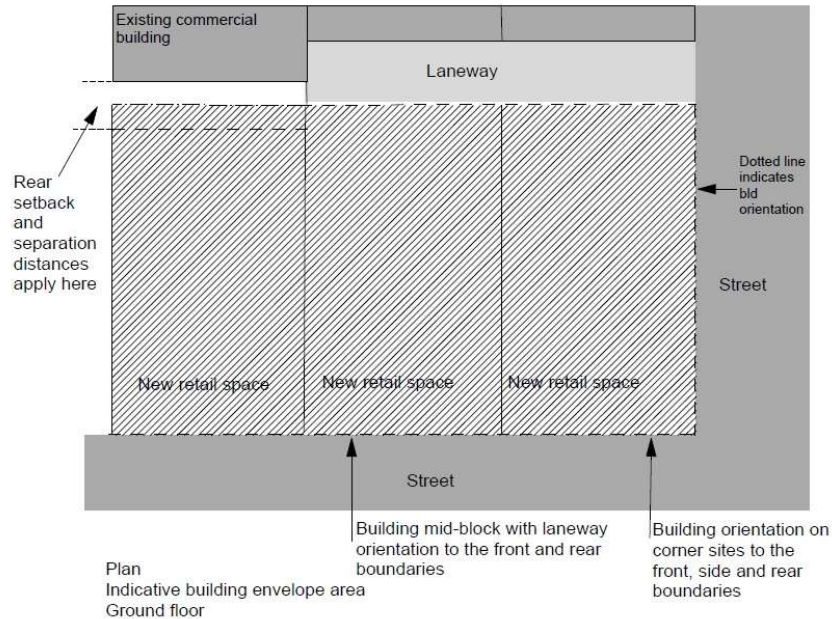 Existing commercial
building
Laneway
Rear
setback
and
separation
distances
apply here
Dotted line
indicates
bld
orientation
Street
New retail space
New retail space
New retail space
Street
Building mid-block with laneway
orientation to the front and rear
boundaries
Building orientation on
corner sites to the
front, side and rear
boundaries
Plan
Indicative building envelope area
Ground floor